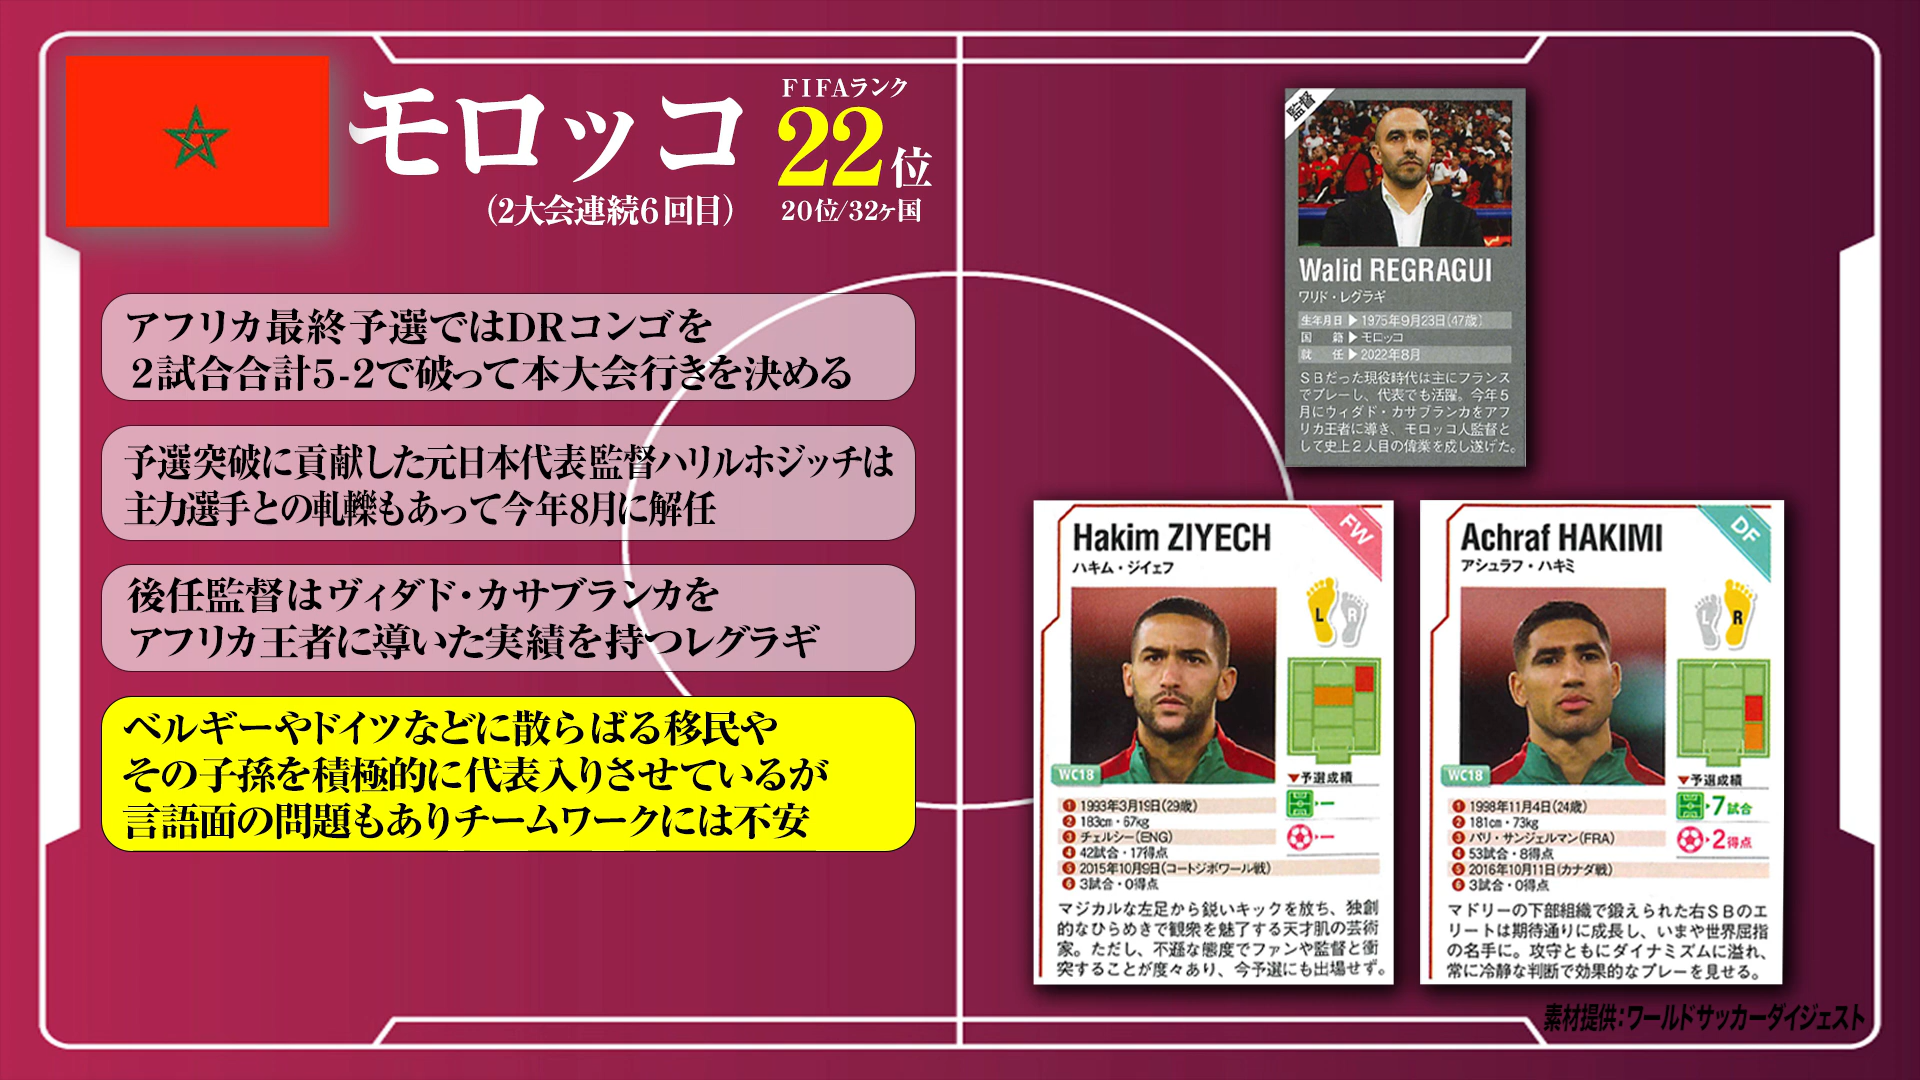 モロッコ
(2大会連続6回目)
FIFAランク
22位
20位/32ヶ国
アフリカ最終予選ではDRコンゴを
2試合合計5-2で破って本大会行きを決める
予選突破に貢献した元日本代表監督ハリルホジッチは
主力選手との軋轢もあって今年8月に解任
後任監督はヴィダド・カサブランカを
アフリカ王者に導いた実績を持つレグラギ
ベルギーやドイツなどに散らばる移民や
その子孫を積極的に代表入りさせているが
言語面の問題もありチームワークには不安
監督
Walid REGRAGUI
ワリド・レグラギ
生年月日▶1975年9月23日(47歳)
国 籍▶モロッコ
就 任▶2022年8月
SBだった現役時代は主にフランス
でプレーし、代表でも活躍。今年5
月にウィダド・カサブランカをアフ
リカ王者に導き、モロッコ人監督と
して史上2人目の偉業を成し遂げた。
Hakim ZIYECH
FW
ハキム・ジイェフ
L R
WC18
▼予選成績
ー
ー
❶1993年3月19日(29歳)
❷183cm・67kg
❸チェルシー(ENG)
❹42試合・17得点
❺2015年10月9日(コートジボワール戦)
❻3試合・0得点
マジカルな左足から鋭いキックを放ち、独創
的なひらめきで観衆を魅了する天才肌の芸術
家。ただし、不遜な態度でファンや監督と衝
突することが度々あり、今予選にも出場せず。
Achraf HAKIMI
DF
アシュラフ・ハキミ
L R
WC18
▼予選成績
7試合
2得点
❶1998年11月4日(24歳)
❷181cm・73kg
❸パリ・サンジェルマン(FRA)
❹53試合・8得点
❺2016年10月11日(カナダ戦)
❻3試合・0得点
マドリーの下部組織で鍛えられた右SBのエ
リートは期待通りに成長し、いまや世界屈指
の名手に。攻守ともにダイナミズムに溢れ、
常に冷静な判断で効果的なプレーを見せる。
素材提供:ワールドサッカーダイジェスト